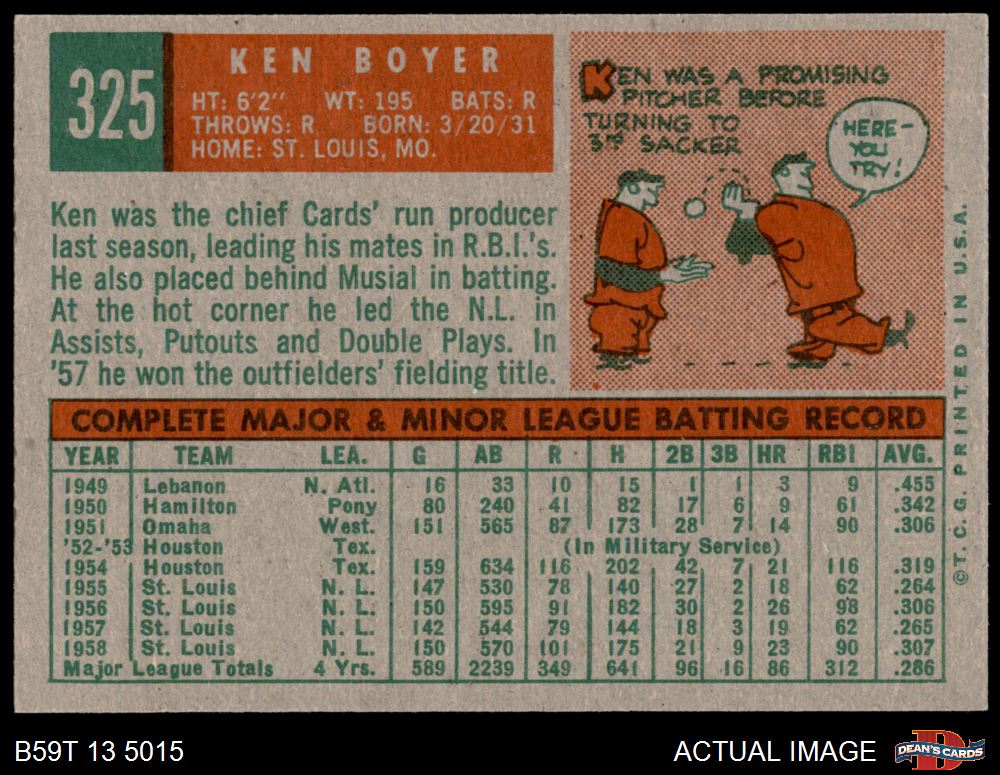 325
KEN BOYER
HT: 6'2" WT: 195 BATS: R
THROWS: R BORN: 3/20/31
HOME: ST. LOUIS, MO.
Ken was the chief Cards' run producer
last season, leading his mates in R.B.I.'s.
He also placed behind Musial in batting.
At the hot corner he led the N.L. in
Assists, Putouts and Double Plays. In
'57 he won the outfielders' fielding title.
KEN WAS A PROMISING
PITCHER BEFORE
TURNING TO
3RD SACKER
HERE-
YOU
TRY!
COMPLETE MAJOR & MINOR LEAGUE BATTING RECORD
YEAR TEAM LEA. G AB R H 2B 3B HR RBI AVG.
1949 Lebanon N. Atl. 16 33 10 15 1 1 3 9 .455
1950 Hamilton Pony 80 240 41 82 17 6 9 61 .342
1951 Omaha West. 151 565 87 173 28 7 14 90 .306
'52-'53 Houston Tex. (In Military Service)
1954 Houston Tex. 159 634 116 202 42 7 21 116 .319
1955 St. Louis N. L. 147 530 78 140 27 2 18 62 .264
1956 St. Louis N. L. 150 595 91 182 30 2 26 98 .306
1957 St. Louis N. L. 142 544 79 144 18 3 19 62 .265
1958 St. Louis N. L. 150 570 101 175 21 9 23 90 .307
Major League Totals 4 Yrs. 589 2239 349 641 96 16 86 312 .286
©T.C.G. PRINTED IN U.S.A.
B59T 13 5015
ACTUAL IMAGE
DEAN'S CARDS